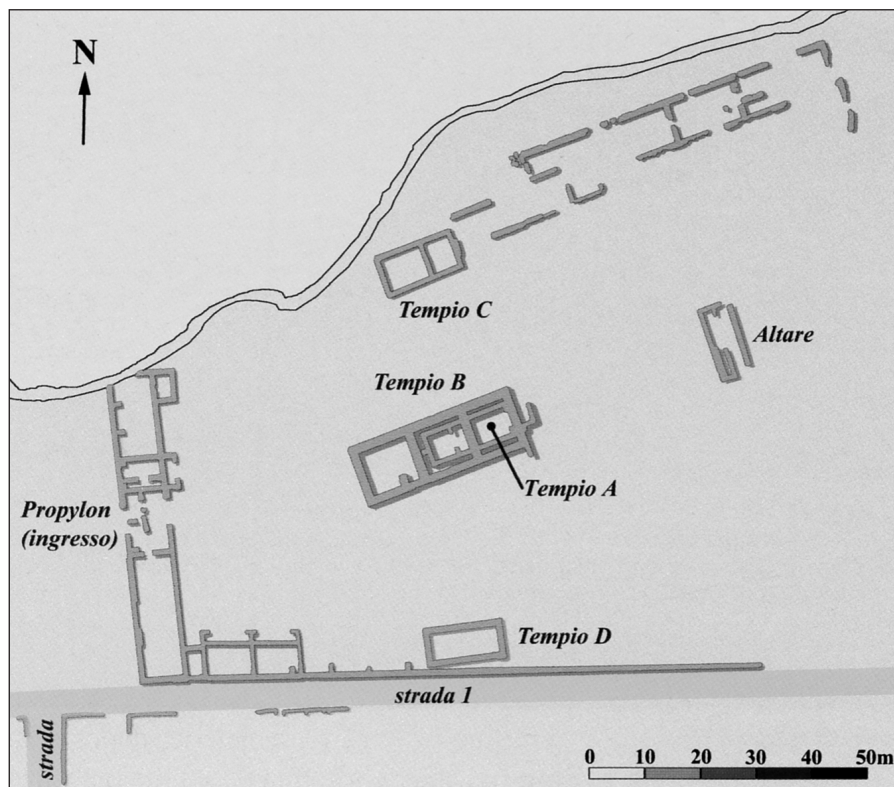 N
Tempio C
Altare
Tempio B
Tempio A
Propylon
(ingresso)
Tempio D
strada 1
strada
0 10 20 30 40 50m